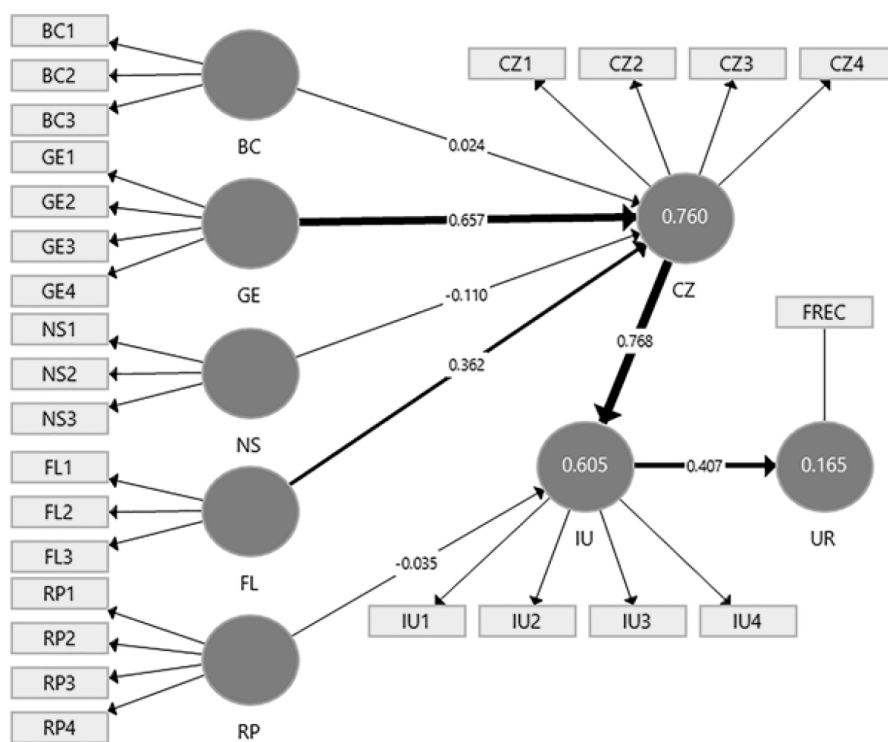 BC1
BC2
BC3
BC
GE1
GE2
GE3
GE4
GE
NS1
NS2
NS3
NS
FL1
FL2
FL3
FL
RP1
RP2
RP3
RP4
RP
0.024
0.657
-0.110
0.362
-0.035
CZ1
CZ2
CZ3
CZ4
0.760
CZ
0.768
0.605
IU
IU1
IU2
IU3
IU4
0.407
FREC
0.165
UR